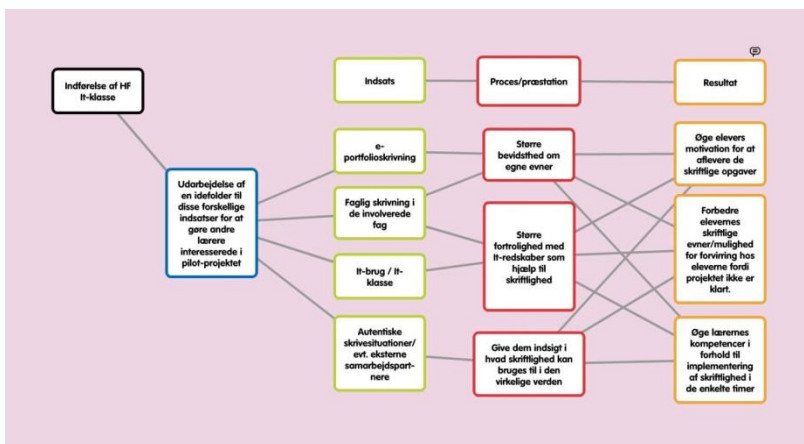 Indførelse af HF
It-klasse
Udarbejdelse af
en idefolder til
disse forskellige
indsatser for at
gøre andre
lærere
interesserede i
pilot-projektet
Indsats
e-
portfolioskrivning
Faglig skrivning i
de involverede
fag
It-brug / It-
klasse
Autentiske
skrivesituationer/
evt. eksterne
samarbejdspart-
nere
Proces/præstation
Større
bevidsthed om
egne evner
Større
fortrolighed med
It-redskaber som
hjælp til
skriftlighed
Give dem indsigt i
hvad skriftlighed kan
bruges til i den
virkelige verden
Resultat
Øge elevers
motivation for at
aflevere de
skriftlige opgaver
Forbedre
elevernes
skriftlige
evner/mulighed
for forvirring hos
eleverne fordi
projektet ikke er
klart.
Øge lærernes
kompetencer i
forhold til
implementering
af skriftlighed i
de enkelte timer